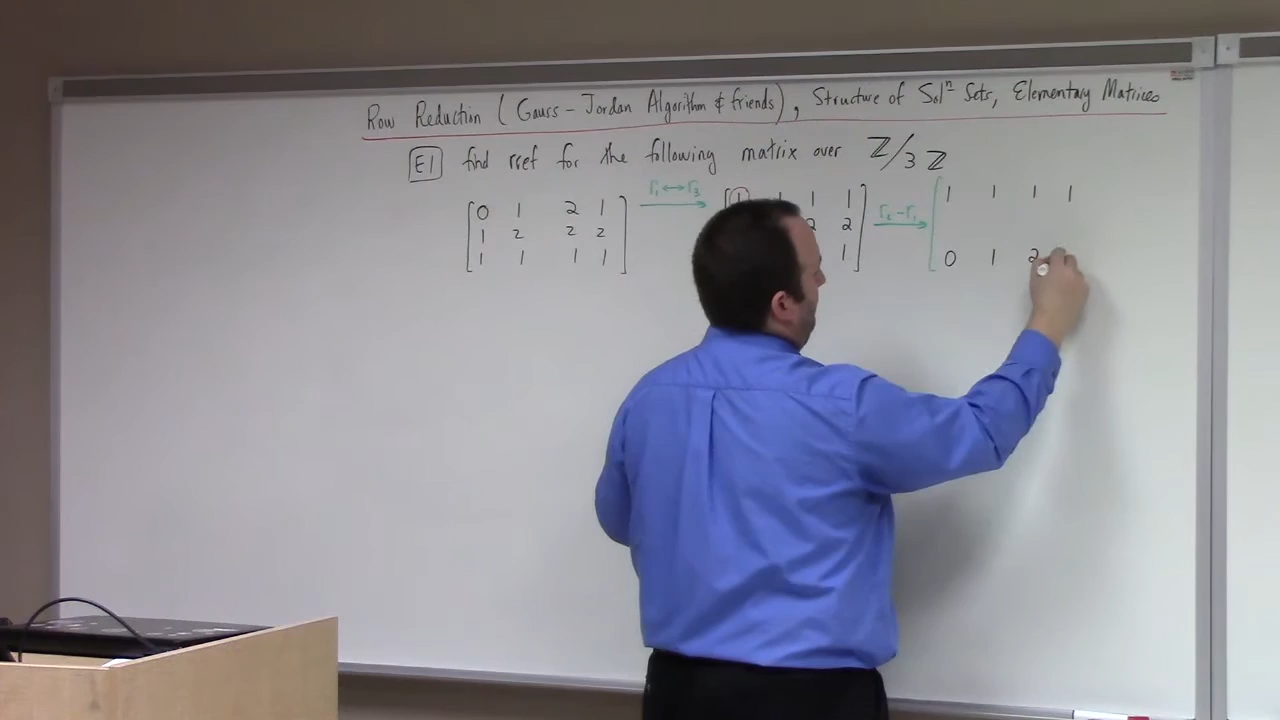 Row Reduction (Gauss-Jordan Algorithm & friends), Structure of Solⁿ Sets, Elementary Matrices
E1 find rref for the following matrix over ℤ/3ℤ
0 1 2 1 r₁↔r₃ 1 1 1 1 r₂-r₁ 1 1 1 1
1 2 2 2 2 2
1 1 1 1 1 0 1 2